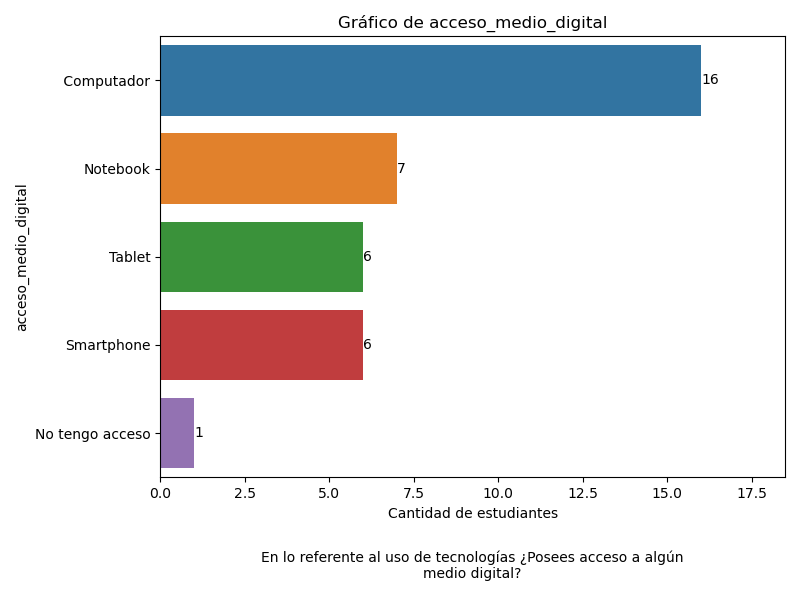 Gráfico de acceso_medio_digital
acceso_medio_digital
Computador
16
Notebook
7
Tablet
6
Smartphone
6
No tengo acceso
1
0.0 2.5 5.0 7.5 10.0 12.5 15.0 17.5
Cantidad de estudiantes
En lo referente al uso de tecnologías ¿Posees acceso a algún
medio digital?